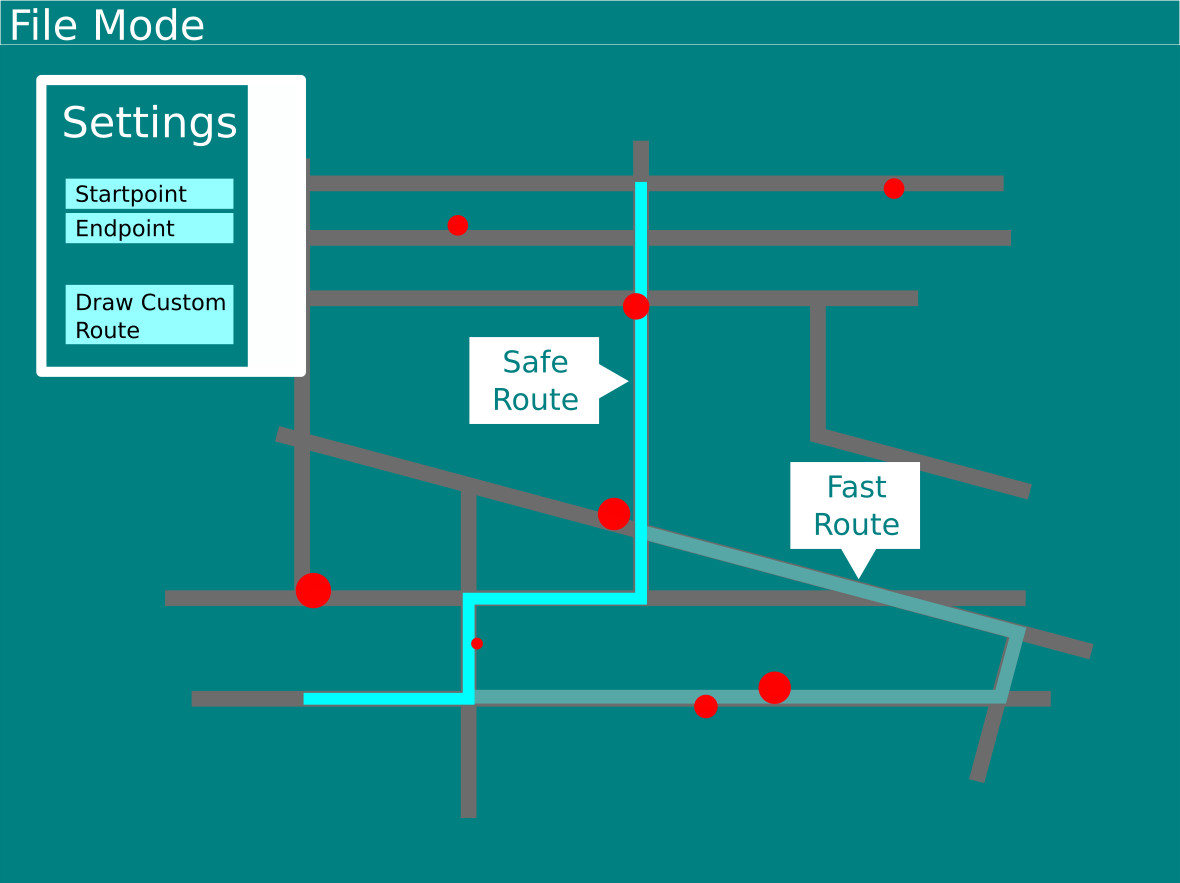 File Mode
Settings
Startpoint
Endpoint
Draw Custom
Route
Safe
Route
Fast
Route